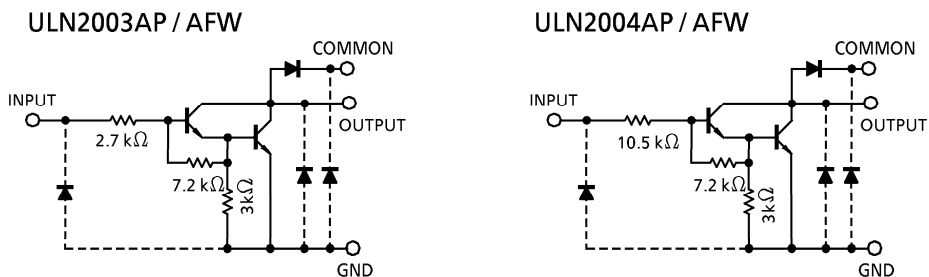 ULN2003AP / AFW
COMMON
INPUT
OUTPUT
2.7 kΩ
7.2 kΩ
3kΩ
GND
ULN2004AP / AFW
COMMON
INPUT
OUTPUT
10.5 kΩ
7.2 kΩ
3kΩ
GND